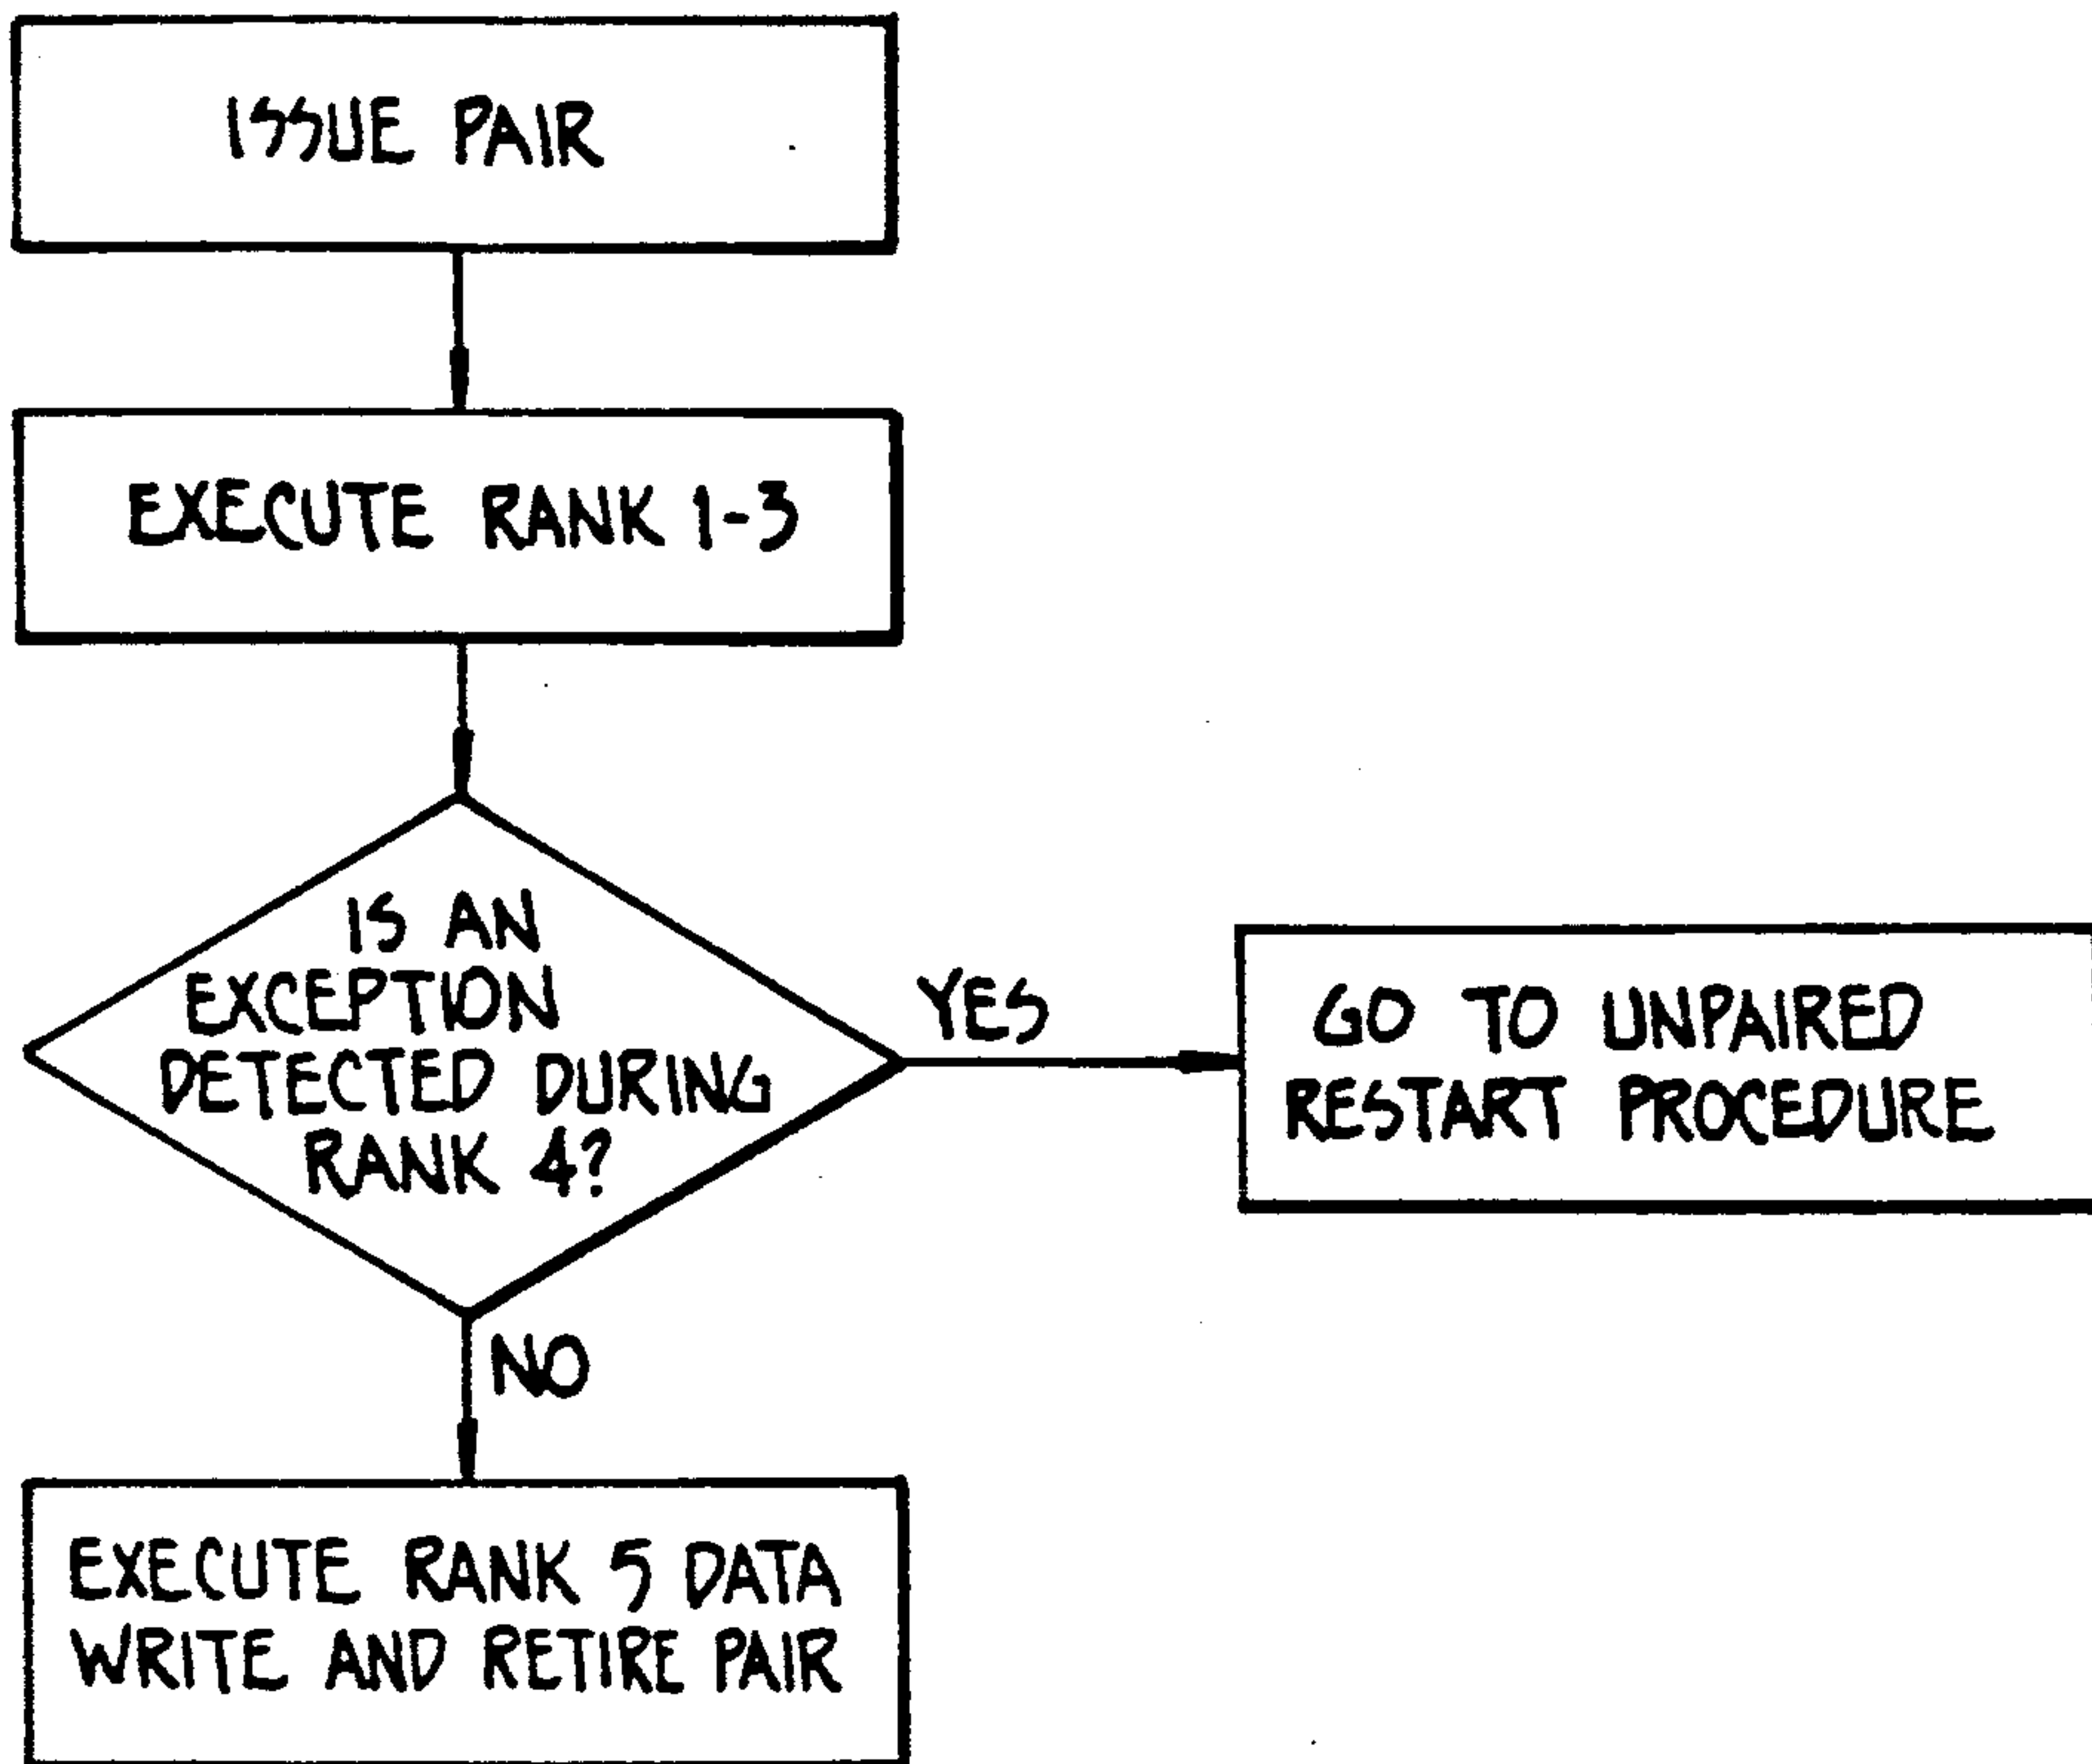 ISSUE PAIR
EXECUTE RANK 1-3
IS AN
EXCEPTION
DETECTED DURING
RANK 4?
YES
GO TO UNPAIRED
RESTART PROCEDURE
NO
EXECUTE RANK 5 DATA
WRITE AND RETIRE PAIR